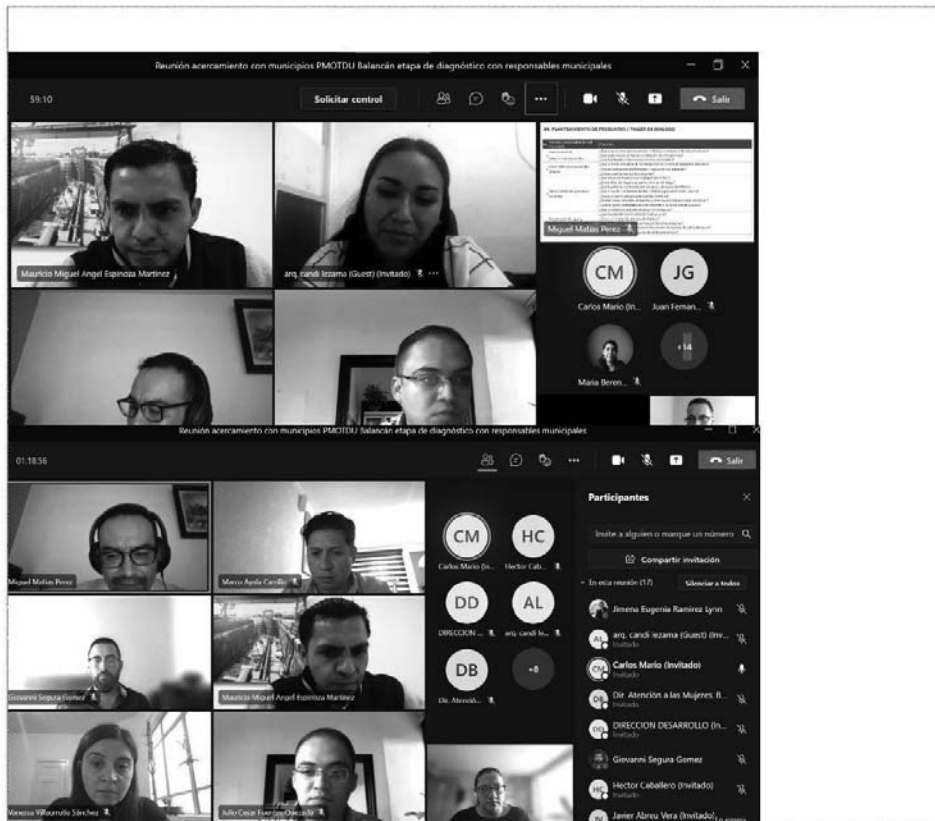 Reunión acercamiento con municipios PMOTDU Balancán etapa de diagnóstico con responsables municipales
59:10
Solicitar control
Salir
Mauricio Miguel Angel Espinoza Martinez
arq. candi lezama (Guest) (Invitado)
Miguel Matias Perez
CM
JG
Carlos Mario (In...
Juan Fernan...
+14
Maria Beren...
Reunión acercamiento con municipios PMOTDU Balancán etapa de diagnóstico con responsables municipales
01:18:56
Salir
Miguel Matias Perez
Marco Ayala Carrillo
Giovanni Segura Gomez
Mauricio Miguel Angel Espinoza Martinez
Vanessa Villarrutia Sánchez
Julio Cesar Fuentes Quezada
CM
HC
Carlos Mario (In...
Hector Cab...
DD
AL
DIRECCION ...
arq. candi le...
DB
+8
Dir. Atenció...
Participantes
Invite a alguien o marque un número
Compartir invitación
En esta reunión (17)
Silenciar a todos
Jimena Eugenia Ramirez Lynn
AL
arq. candi lezama (Guest) (Inv...
Invitado
CM
Carlos Mario (Invitado)
Invitado
DB
Dir. Atención a las Mujeres. B...
Invitado
DD
DIRECCION DESARROLLO (In...
Invitado
Giovanni Segura Gomez
HC
Hector Caballero (Invitado)
Invitado
Javier Abreu Vera (Invitado)